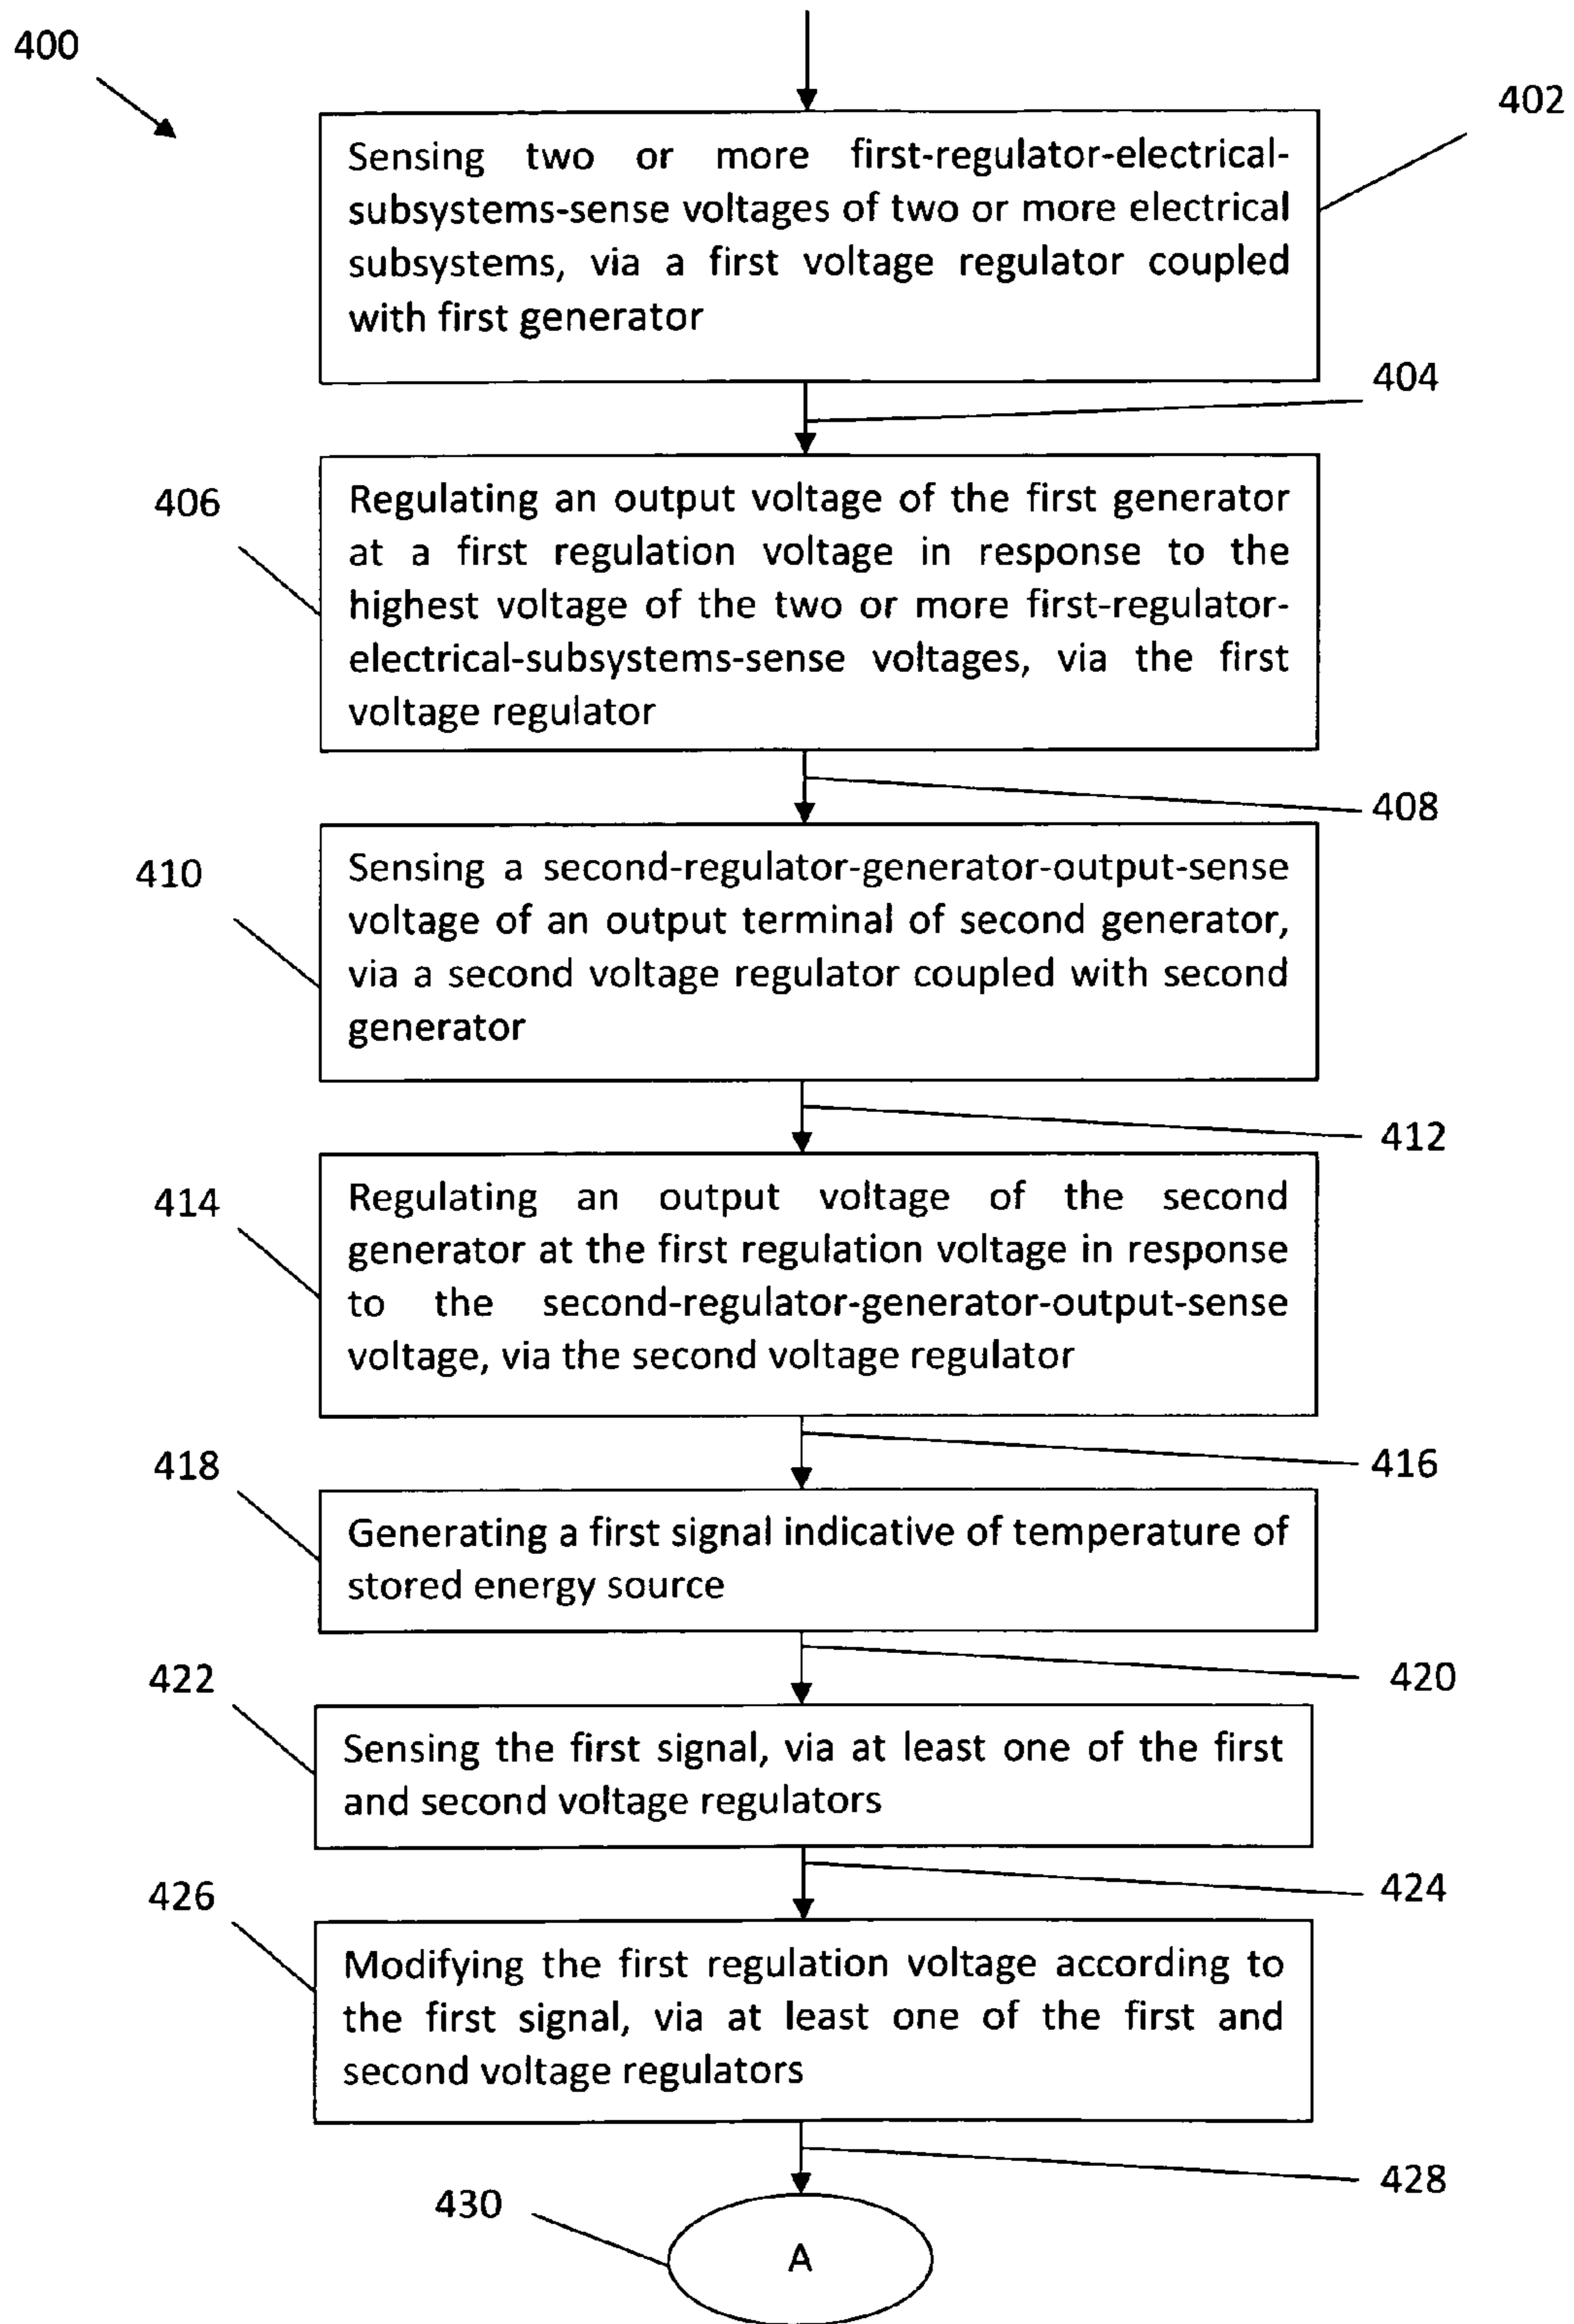 400
402
Sensing two or more first-regulator-electrical-
subsystems-sense voltages of two or more electrical
subsystems, via a first voltage regulator coupled
with first generator
404
406
Regulating an output voltage of the first generator
at a first regulation voltage in response to the
highest voltage of the two or more first-regulator-
electrical-subsystems-sense voltages, via the first
voltage regulator
408
410
Sensing a second-regulator-generator-output-sense
voltage of an output terminal of second generator,
via a second voltage regulator coupled with second
generator
412
414
Regulating an output voltage of the second
generator at the first regulation voltage in response
to the second-regulator-generator-output-sense
voltage, via the second voltage regulator
416
418
Generating a first signal indicative of temperature of
stored energy source
420
422
Sensing the first signal, via at least one of the first
and second voltage regulators
424
426
Modifying the first regulation voltage according to
the first signal, via at least one of the first and
second voltage regulators
428
430
A